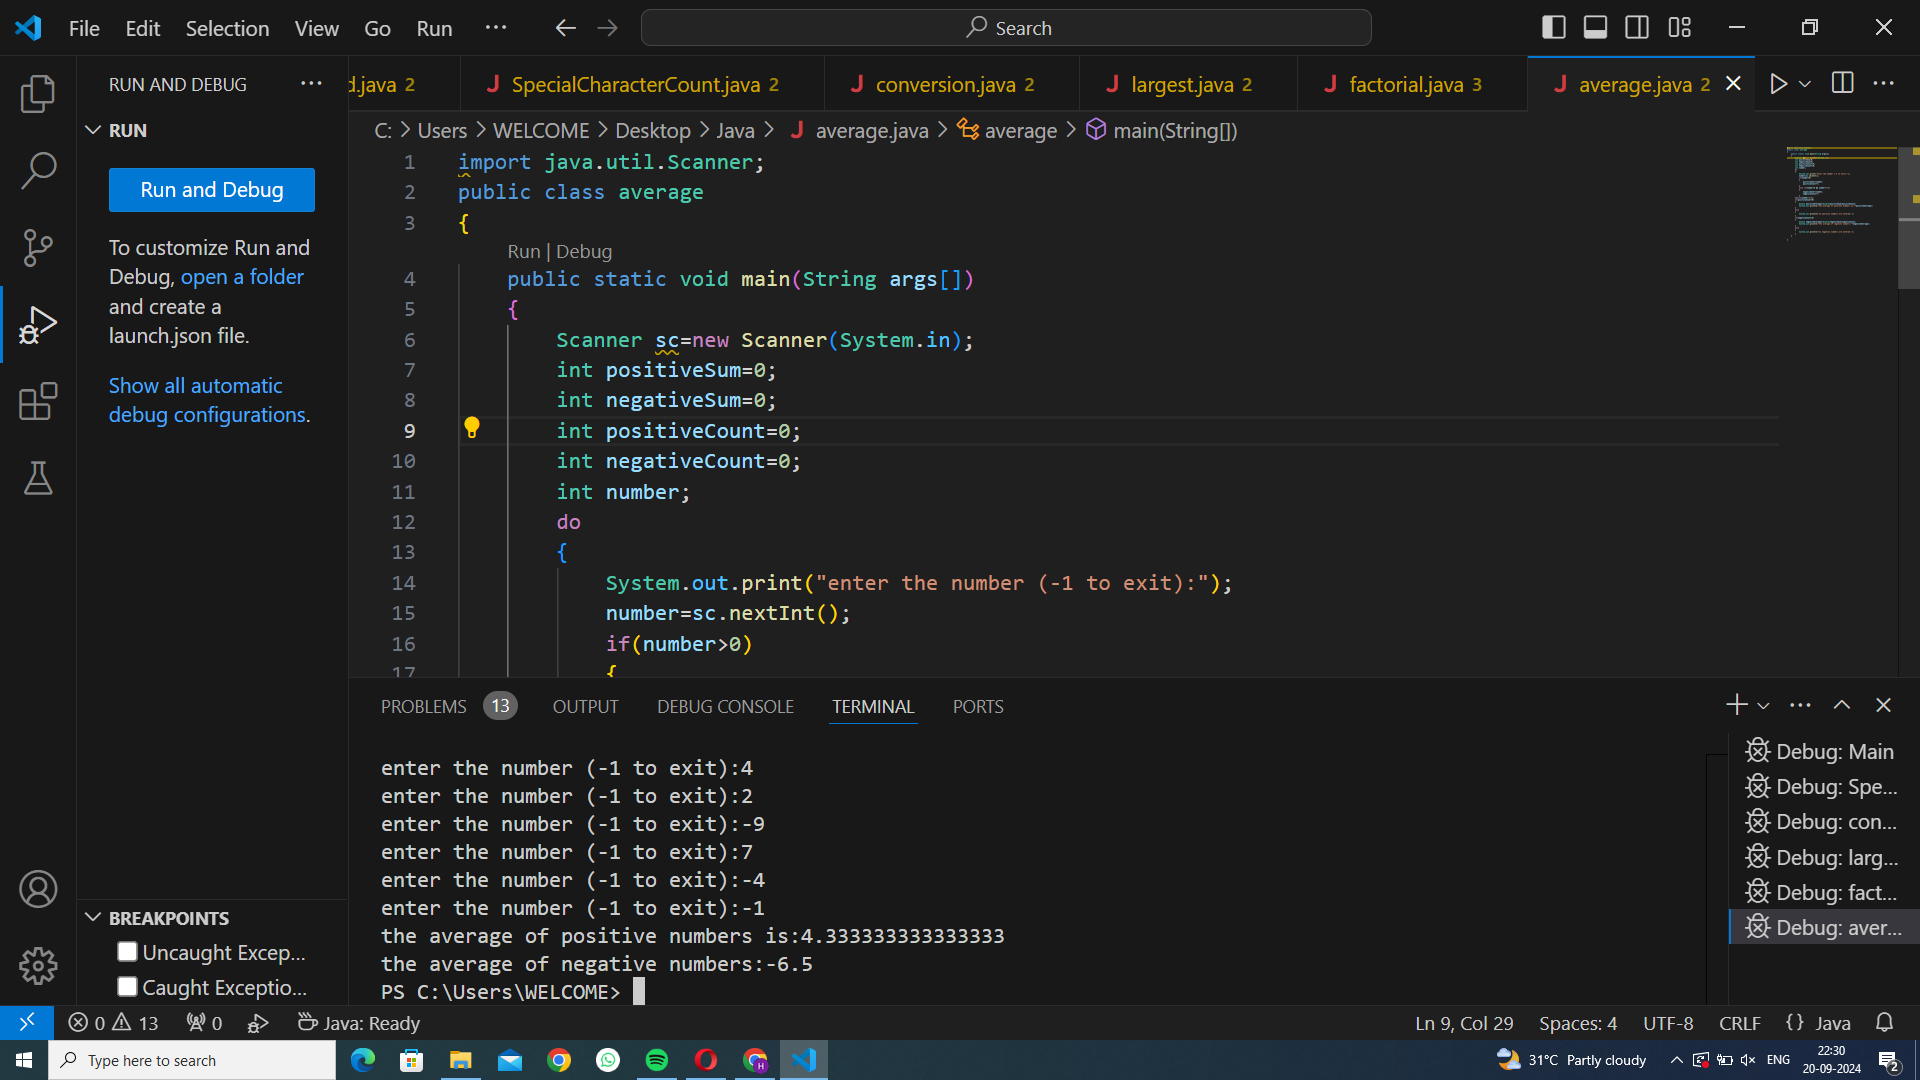 File Edit Selection View Go Run ··· Search
RUN AND DEBUG ···
d.java 2 SpecialCharacterCount.java 2 conversion.java 2 largest.java 2 factorial.java 3 average.java 2
RUN
Run and Debug
To customize Run and
Debug, open a folder
and create a
launch.json file.
Show all automatic
debug configurations.
BREAKPOINTS
Uncaught Excep...
Caught Exceptio...
C: > Users > WELCOME > Desktop > Java > average.java > average > main(String[])
1 import java.util.Scanner;
2 public class average
3 {
Run | Debug
4 public static void main(String args[])
5 {
6 Scanner sc=new Scanner(System.in);
7 int positiveSum=0;
8 int negativeSum=0;
9 int positiveCount=0;
10 int negativeCount=0;
11 int number;
12 do
13 {
14 System.out.print("enter the number (-1 to exit):");
15 number=sc.nextInt();
16 if(number>0)
17 {
PROBLEMS 13 OUTPUT DEBUG CONSOLE TERMINAL PORTS
enter the number (-1 to exit):4
enter the number (-1 to exit):2
enter the number (-1 to exit):-9
enter the number (-1 to exit):7
enter the number (-1 to exit):-4
enter the number (-1 to exit):-1
the average of positive numbers is:4.333333333333333
the average of negative numbers:-6.5
PS C:\Users\WELCOME>
Debug: Main
Debug: Spe...
Debug: con...
Debug: larg...
Debug: fact...
Debug: aver...
0 13 0 Java: Ready Ln 9, Col 29 Spaces: 4 UTF-8 CRLF {} Java
Type here to search 31°C Partly cloudy ENG 22:30
20-09-2024 2